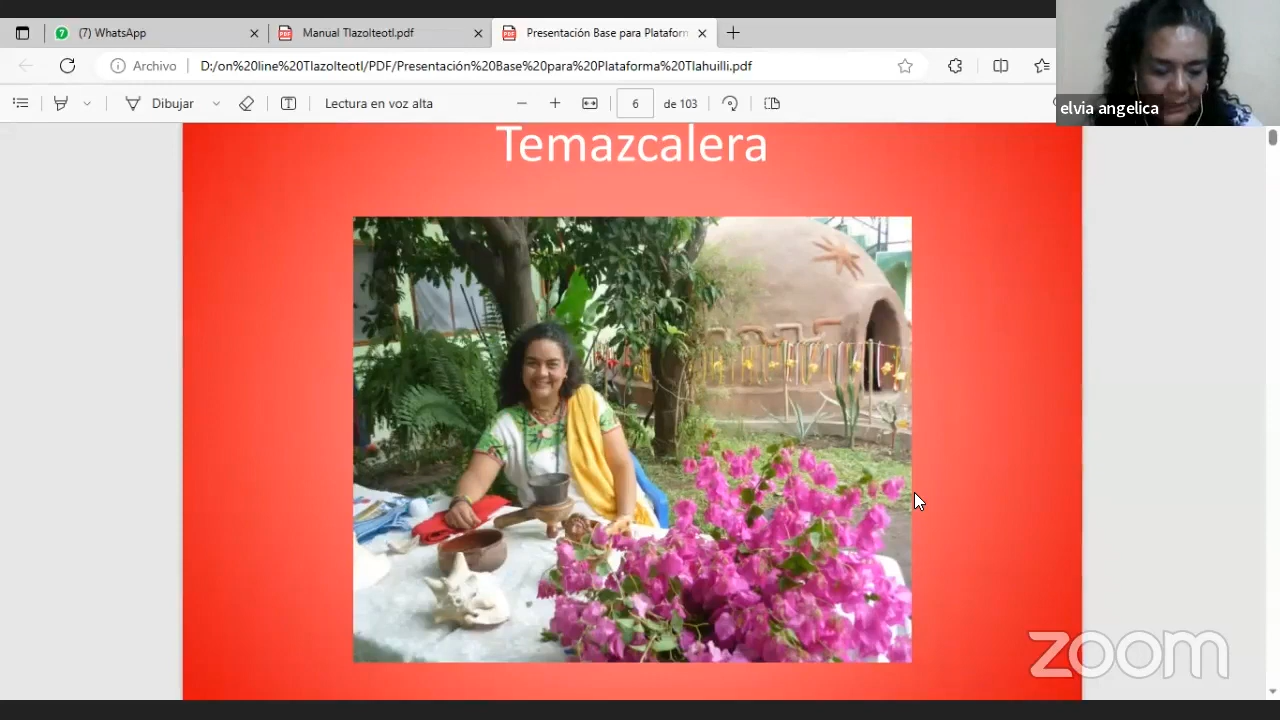 (7) WhatsApp
Manual Tlazolteotl.pdf
Presentación Base para Platafor
Archivo
D:/on%20line%20Tlazolteotl/PDF/Presentación%20Base%20para%20Plataforma%20Tlahuilli.pdf
Dibujar
Lectura en voz alta
6
de 103
elvia angelica
Temazcalera
zoom